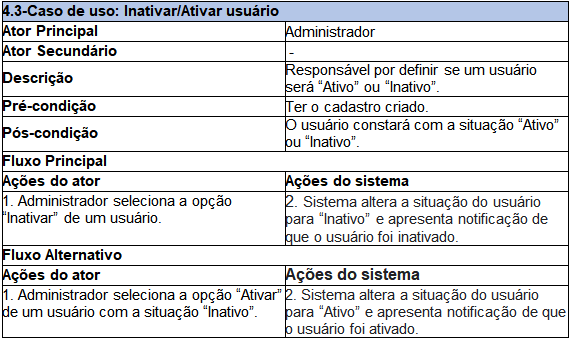 4.3-Caso de uso: Inativar/Ativar usuário
Ator Principal
Administrador
Ator Secundário
-
Descrição
Responsável por definir se um usuário
será “Ativo” ou “Inativo”.
Pré-condição
Ter o cadastro criado.
Pós-condição
O usuário constará com a situação “Ativo”
ou “Inativo”.
Fluxo Principal
Ações do ator
Ações do sistema
1. Administrador seleciona a opção
“Inativar” de um usuário.
2. Sistema altera a situação do usuário
para “Inativo” e apresenta notificação de
que o usuário foi inativado.
Fluxo Alternativo
Ações do ator
Ações do sistema
1. Administrador seleciona a opção “Ativar”
de um usuário com a situação “Inativo”.
2. Sistema altera a situação do usuário
para “Ativo” e apresenta notificação de que
o usuário foi ativado.